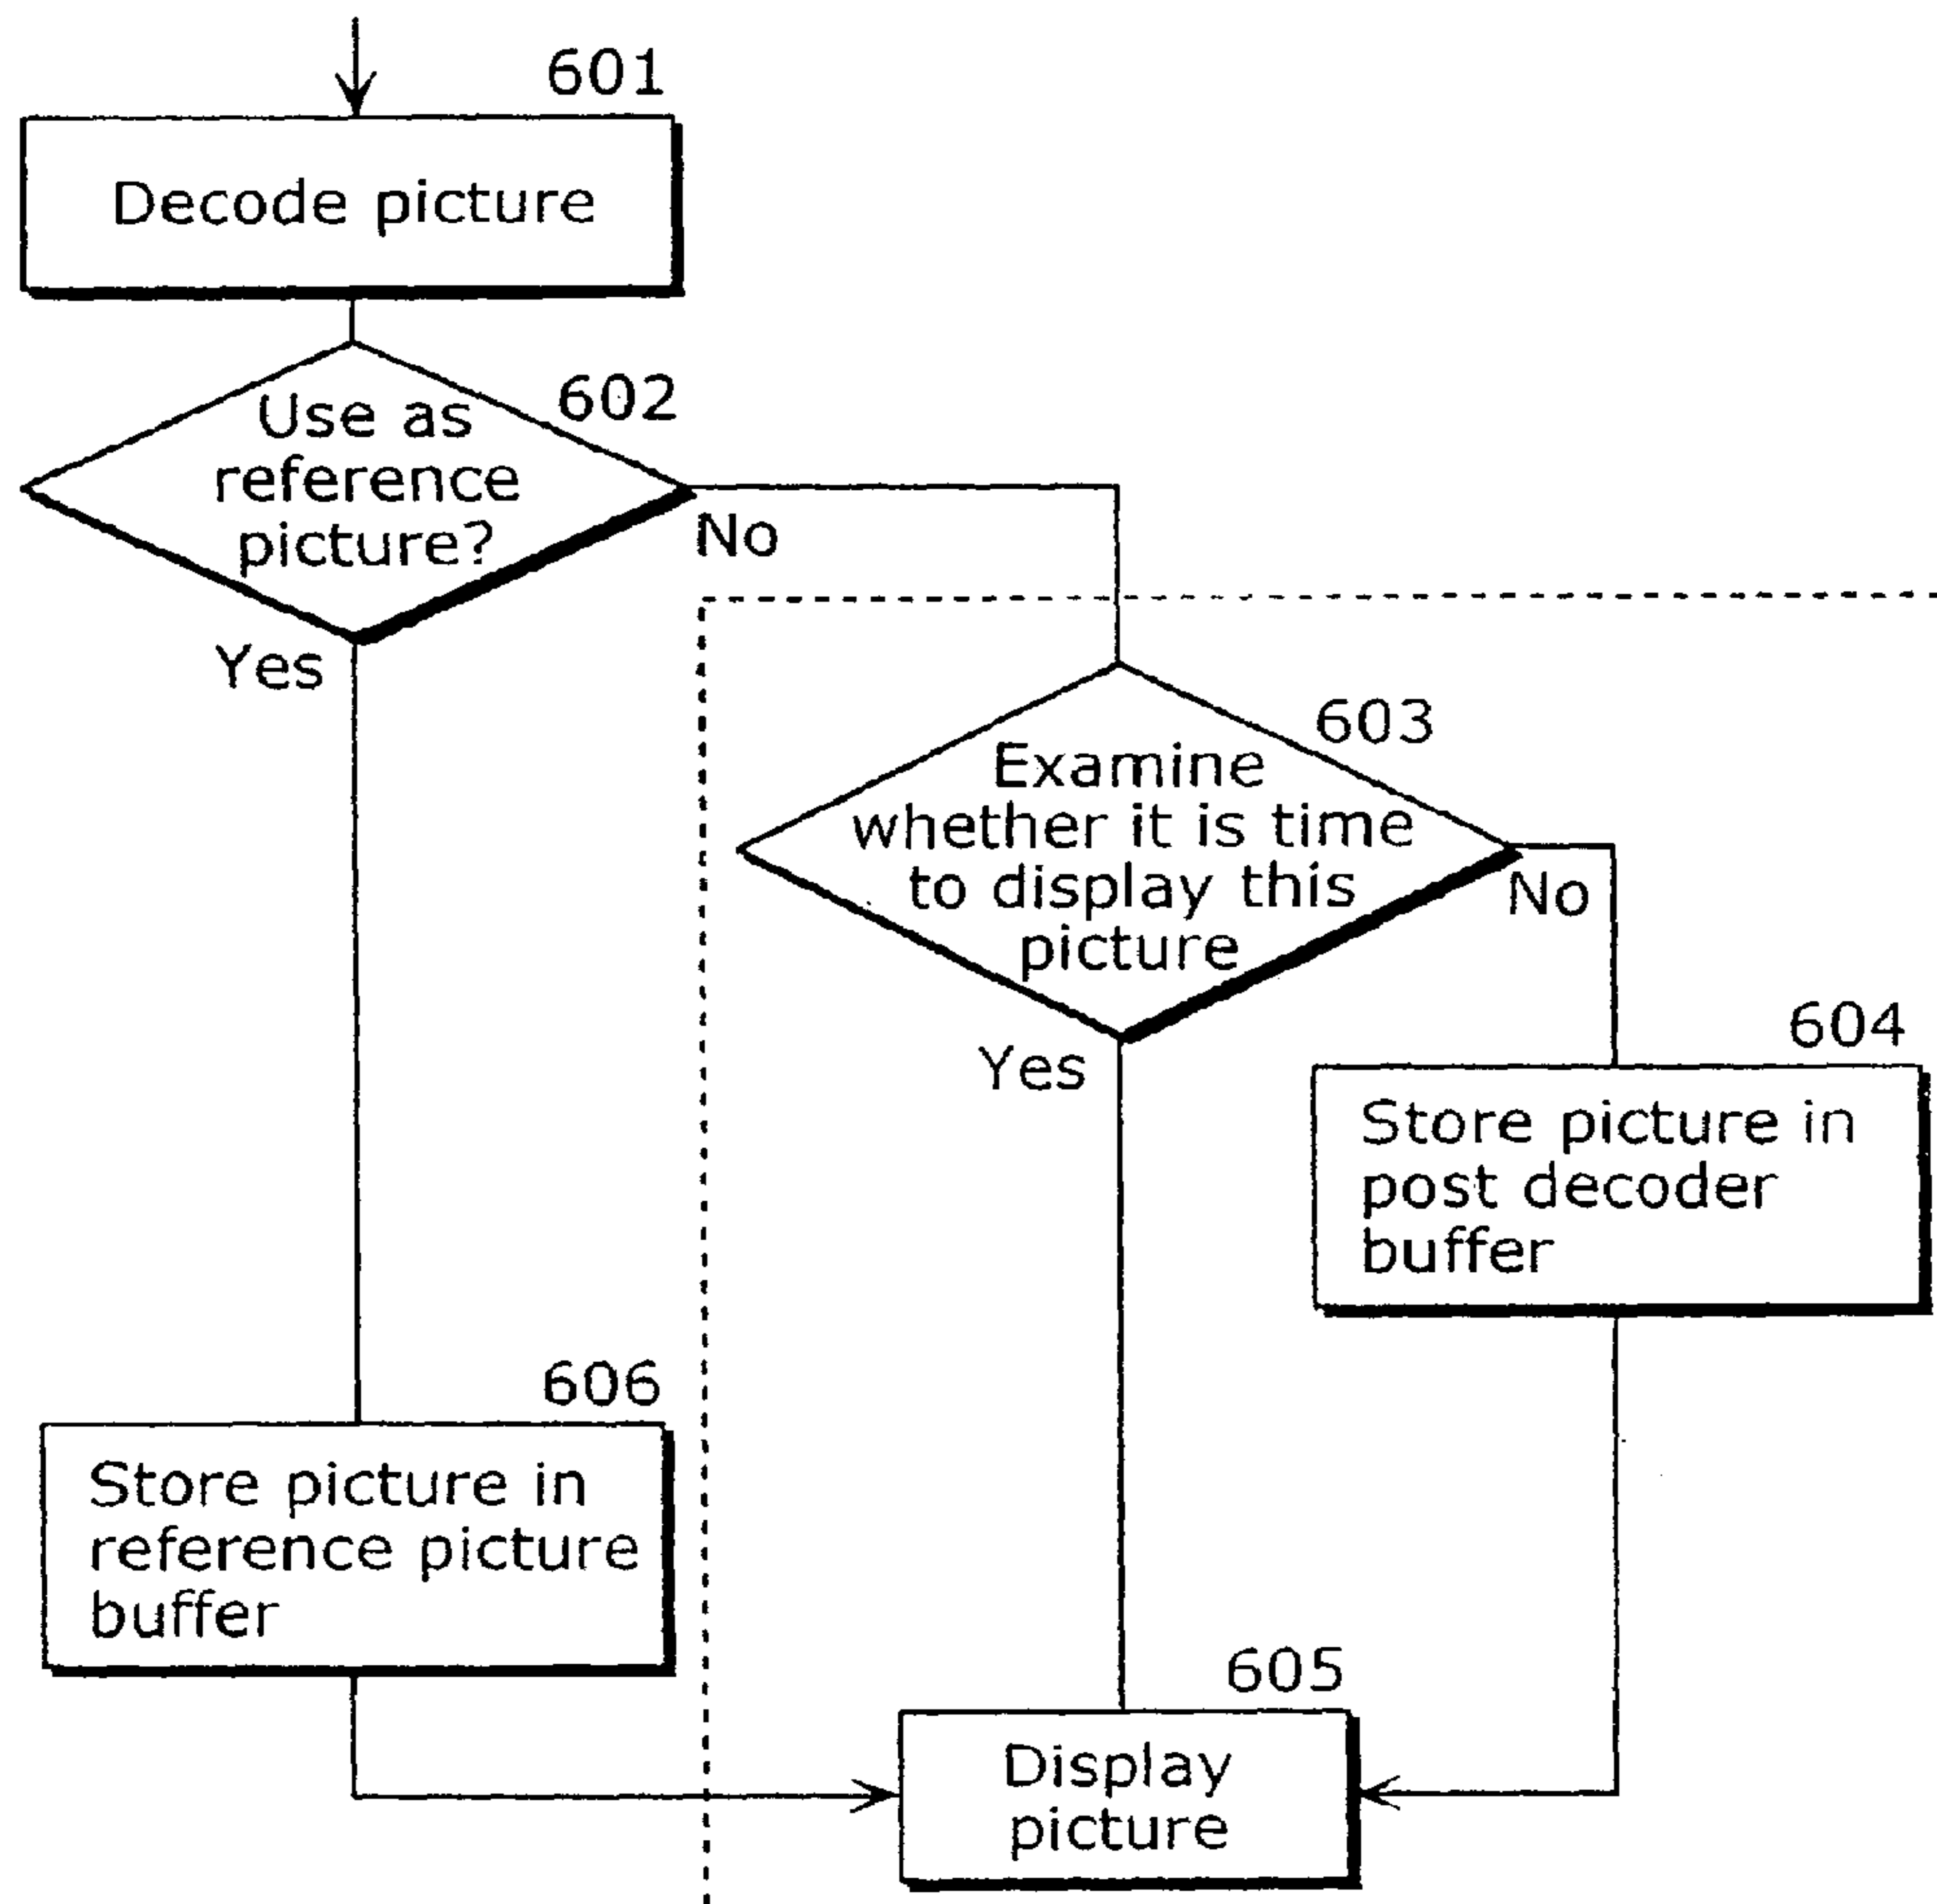 601
Decode picture
602
Use as
reference
picture?
No
Yes
603
Examine
whether it is time
to display this
picture
No
Yes
604
Store picture in
post decoder
buffer
606
Store picture in
reference picture
buffer
605
Display
picture